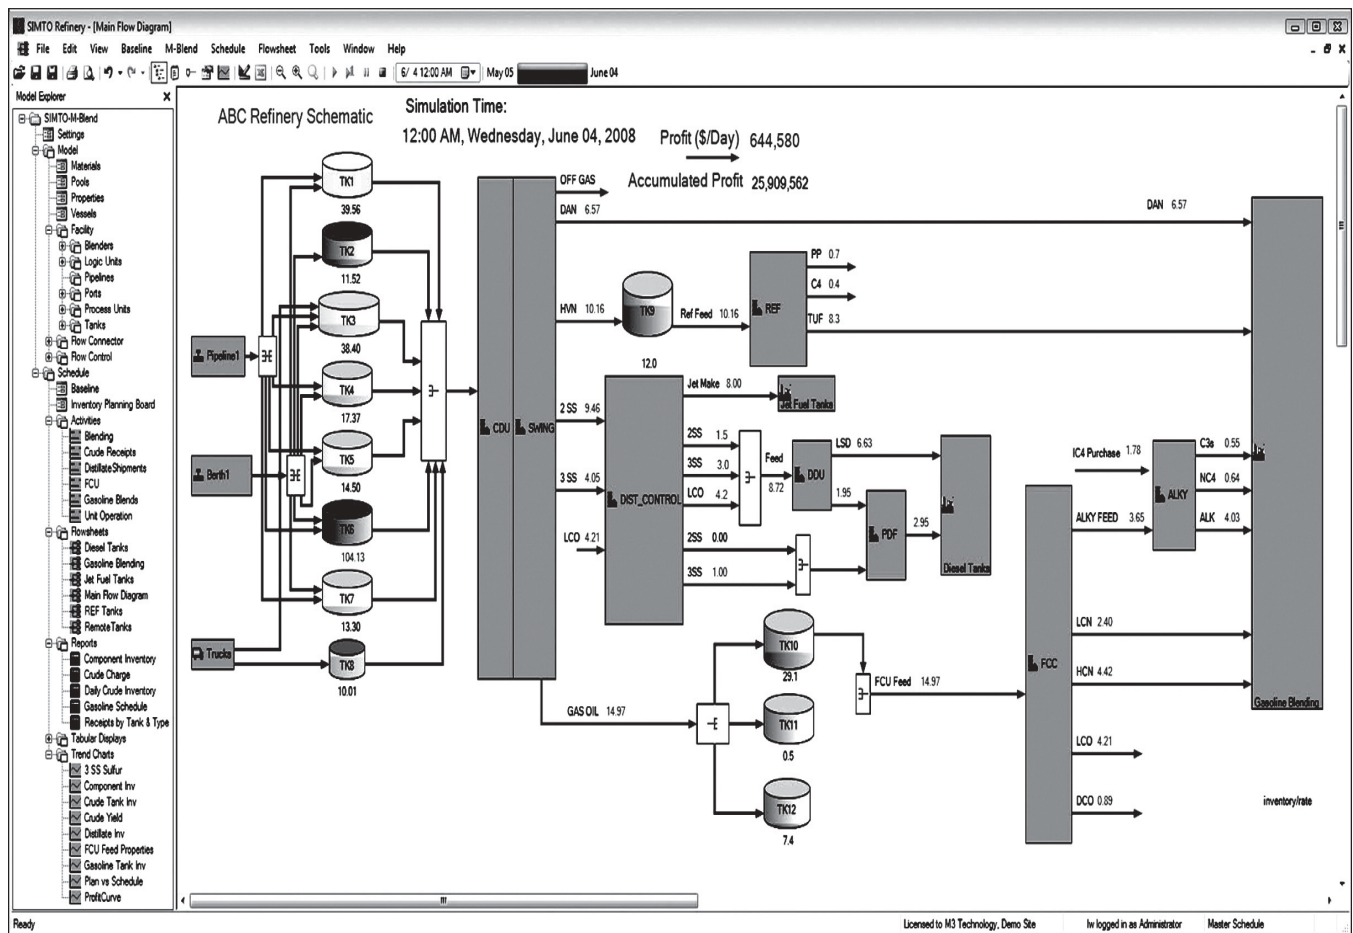 SIMTO Refinery - [Main Flow Diagram]
File Edit View Baseline M-Blend Schedule Flowsheet Tools Window Help
6/ 4 12:00 AM May 05 June 04
Model Explorer
SIMTO-M-Blend
Settings
Model
Materials
Pools
Properties
Vessels
Facility
Blenders
Logic Units
Pipelines
Ports
Process Units
Tanks
Flow Connector
Flow Control
Schedule
Baseline
Inventory Planning Board
Activities
Blending
Crude Receipts
DistillateShipments
FCU
Gasoline Blends
Unit Operation
Flowsheets
Diesel Tanks
Gasoline Blending
Jet Fuel Tanks
Main Flow Diagram
REF Tanks
RemoteTanks
Reports
Component Inventory
Crude Charge
Daily Crude Inventory
Gasoline Schedule
Receipts by Tank & Type
Tabular Displays
Trend Charts
3 SS Sulfur
Component Inv
Crude Tank Inv
Crude Yield
Distillate Inv
FCU Feed Properties
Gasoline Tank Inv
Plan vs Schedule
ProfitCurve
ABC Refinery Schematic
Simulation Time:
12:00 AM, Wednesday, June 04, 2008
Profit ($/Day) 644,580
Accumulated Profit 25,909,562
Pipeline1
Berth1
Trucks
TK1
39.56
TK2
11.52
TK3
38.40
TK4
17.37
TK5
14.50
TK6
104.13
TK7
13.30
TK8
10.01
CDU
SWING
OFF GAS
DAN 6.57
DAN 6.57
HVN 10.16
TK9
12.0
Ref Feed 10.16
REF
PP 0.7
C4 0.4
TUF 8.3
2 SS 9.46
3 SS 4.05
LCO 4.21
DIST_CONTROL
Jet Make 8.00
Jet Fuel Tanks
2SS 1.5
3SS 3.0
LCO 4.2
2SS 0.00
3SS 1.00
Feed
8.72
DDU
LSD 6.63
1.95
PDF
2.95
Diesel Tanks
GAS OIL 14.97
TK10
29.1
TK11
0.5
TK12
7.4
FCU Feed 14.97
FCC
IC4 Purchase 1.78
ALKY FEED 3.65
ALKY
C3s 0.55
NC4 0.64
ALK 4.03
LCN 2.40
HCN 4.42
LCO 4.21
DCO 0.89
Gasoline Blending
inventory/rate
Ready
Licensed to M3 Technology, Demo Site
lw logged in as Administrator
Master Schedule